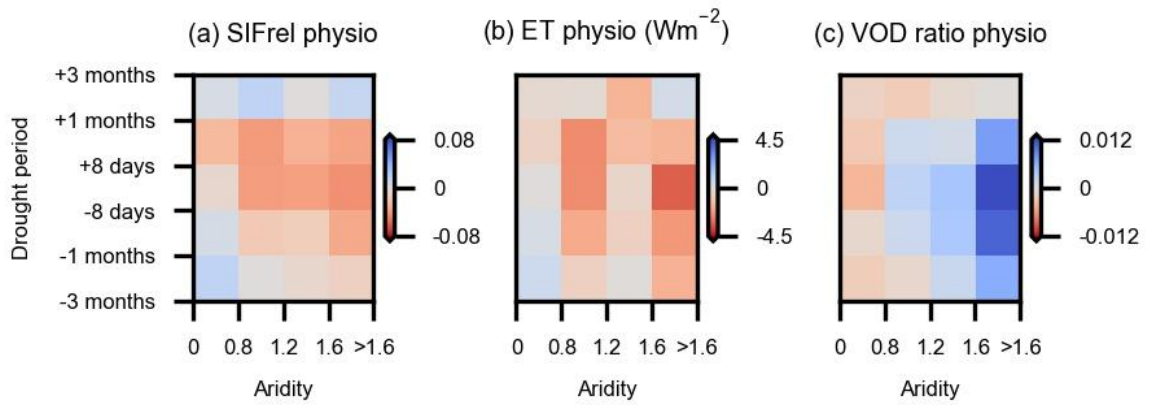 (a) SIFrel physio
(b) ET physio (Wm⁻²)
(c) VOD ratio physio
Drought period
+3 months
+1 months
+8 days
-8 days
-1 months
-3 months
0.08
0
-0.08
4.5
0
-4.5
0.012
0
-0.012
0 0.8 1.2 1.6 >1.6
0 0.8 1.2 1.6 >1.6
0 0.8 1.2 1.6 >1.6
Aridity
Aridity
Aridity